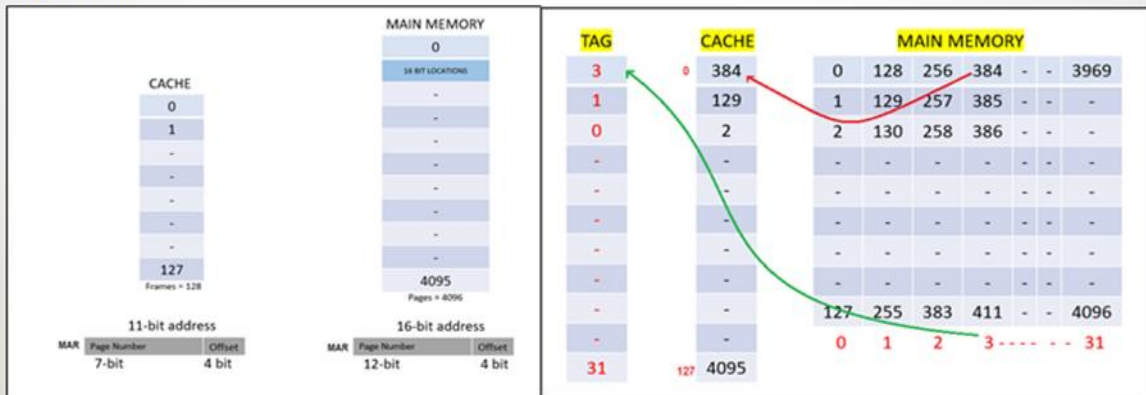 MAIN MEMORY
0
16 BIT LOCATIONS
-
-
-
-
-
-
-
-
4095
Pages = 4096
CACHE
0
1
-
-
-
-
-
127
Frames = 128
11-bit address
MAR Page Number Offset
7-bit 4 bit
16-bit address
MAR Page Number Offset
12-bit 4 bit
TAG CACHE MAIN MEMORY
3 0 384 0 128 256 384 - - 3969
1 129 1 129 257 385 - - -
0 2 2 130 258 386 - - -
- - - - - - - - -
- - - - - - - - -
- - - - - - - - -
- - - - - - - - -
- - - - - - - - -
- - 127 255 383 411 - - 4096
- - 0 1 2 3 - - - - - - 31
31 127 4095